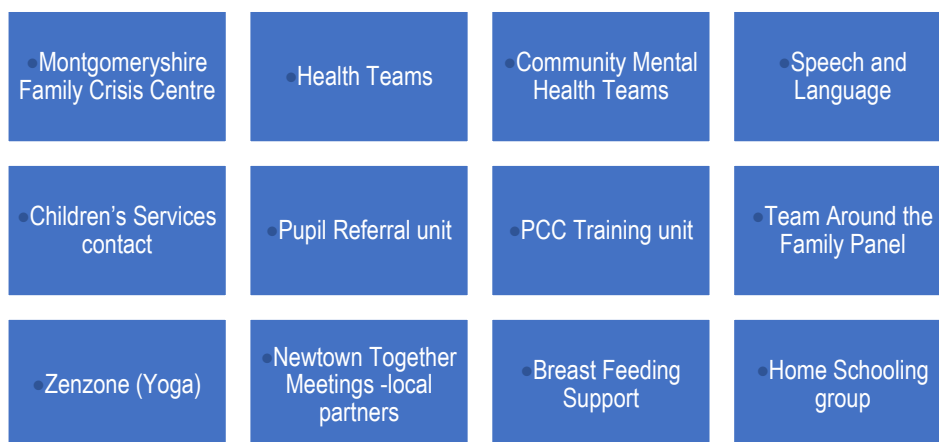 •Montgomeryshire
Family Crisis Centre
•Health Teams
•Community Mental
Health Teams
•Speech and
Language
•Children’s Services
contact
•Pupil Referral unit
•PCC Training unit
•Team Around the
Family Panel
•Zenzone (Yoga)
•Newtown Together
Meetings -local
partners
•Breast Feeding
Support
•Home Schooling
group